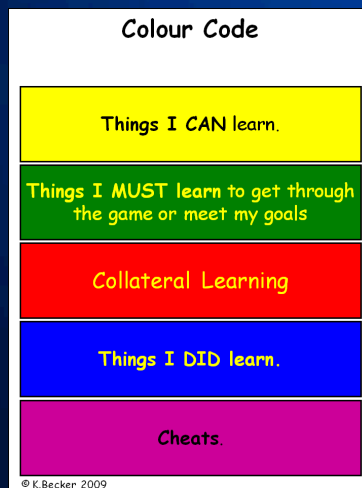 Colour Code
Things I CAN learn.
Things I MUST learn to get through
the game or meet my goals
Collateral Learning
Things I DID learn.
Cheats.
© K.Becker 2009